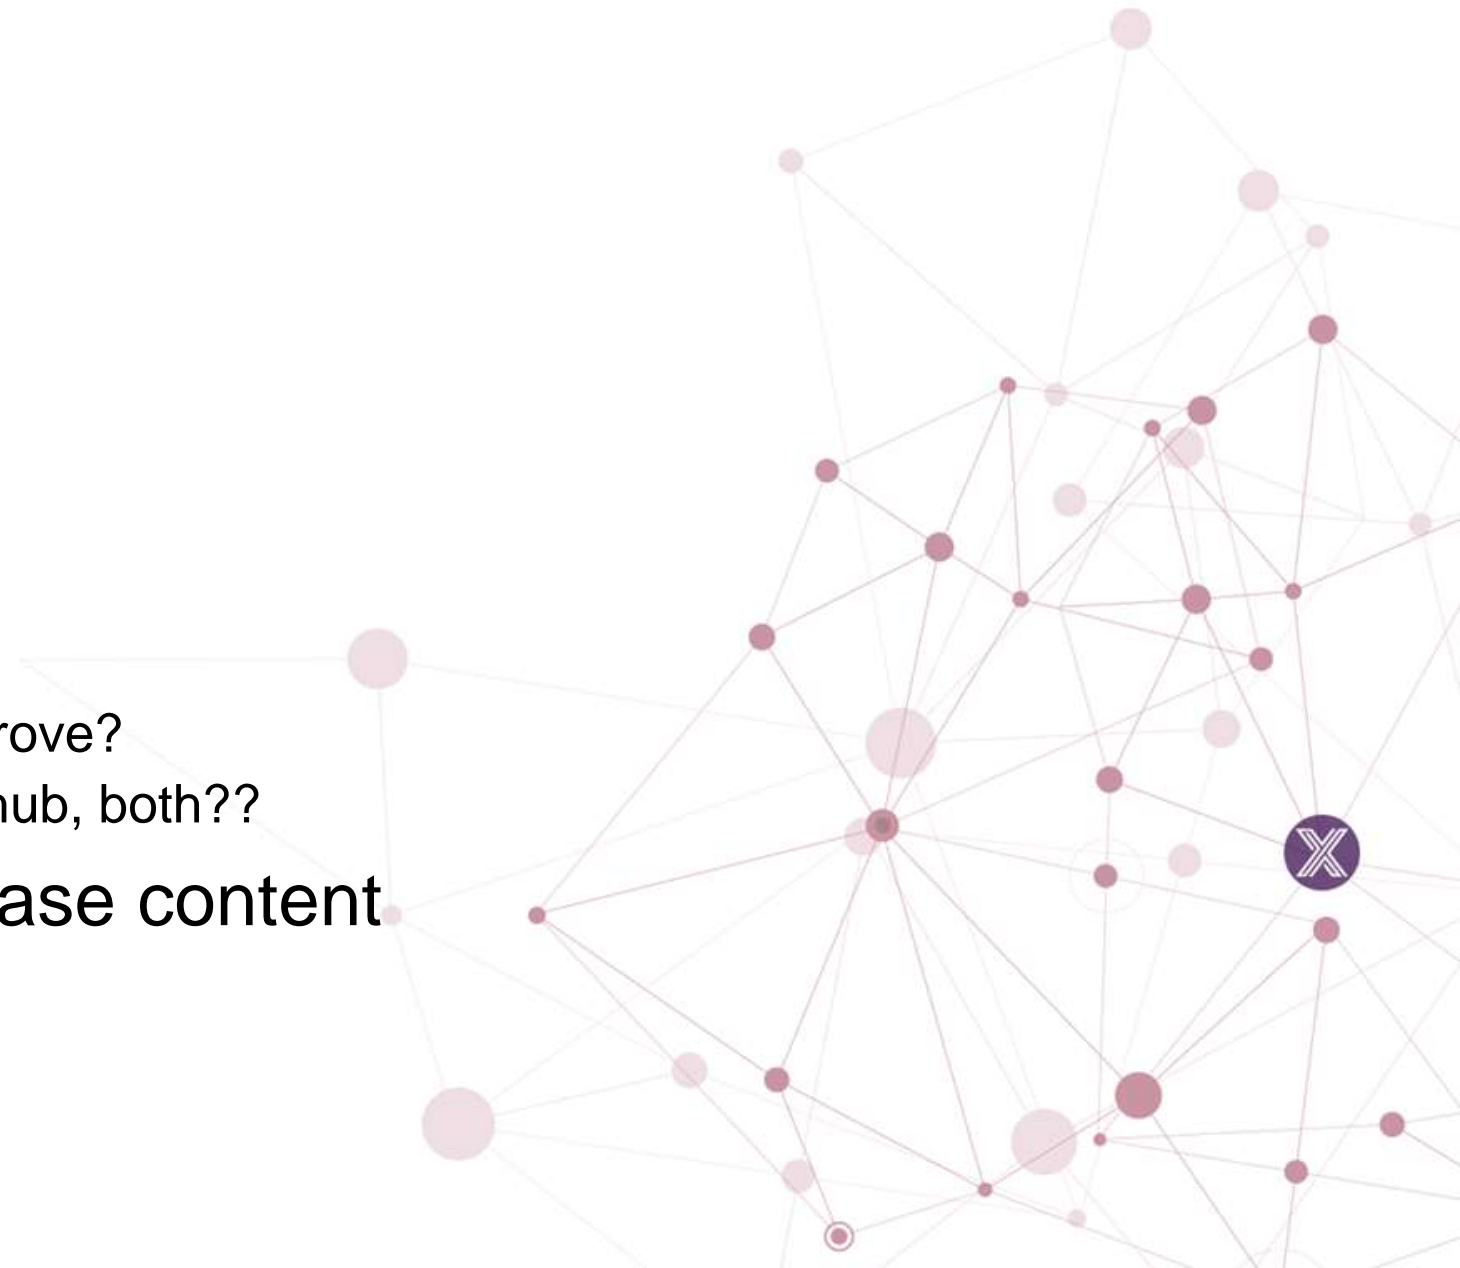 rove?
hub, both??
ase content